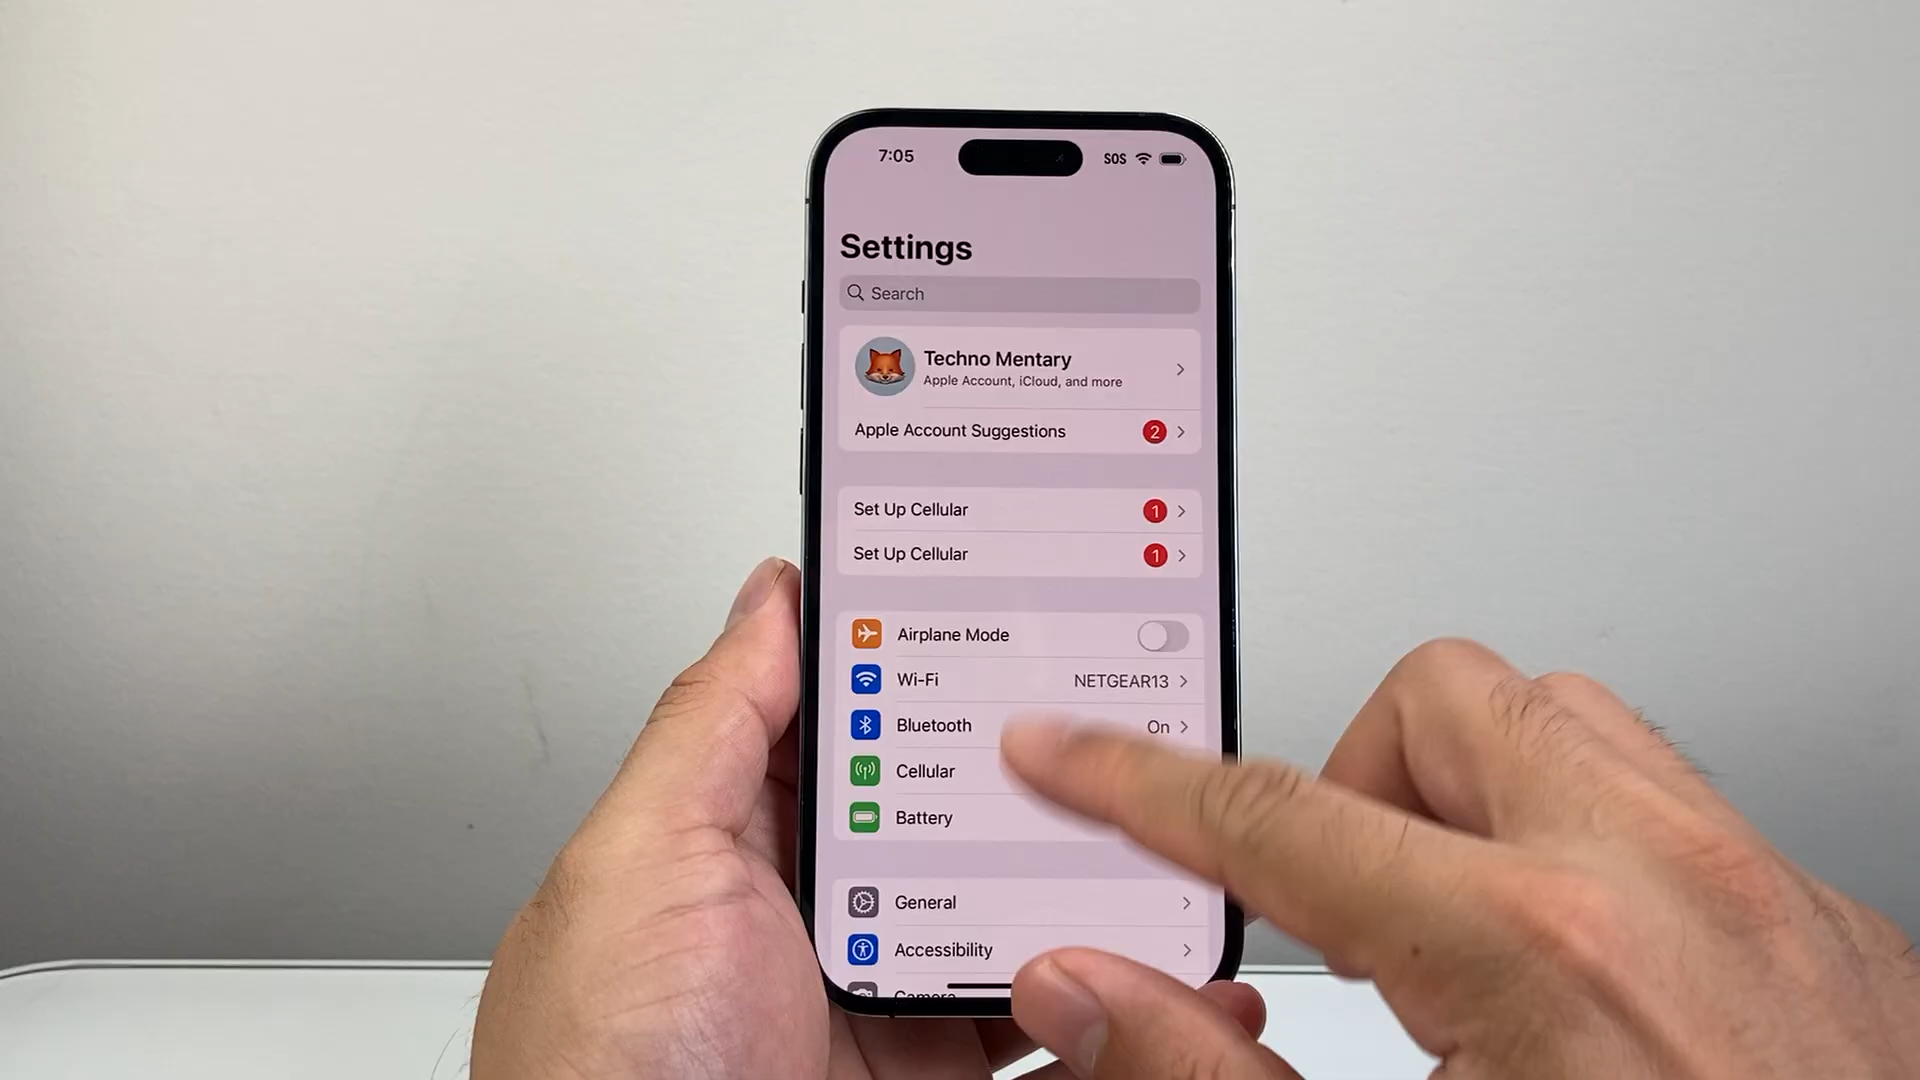 7:05 SOS
Settings
Search
Techno Mentary
Apple Account, iCloud, and more
Apple Account Suggestions 2
Set Up Cellular 1
Set Up Cellular 1
Airplane Mode
Wi-Fi NETGEAR13
Bluetooth On
Cellular
Battery
General
Accessibility
Camera